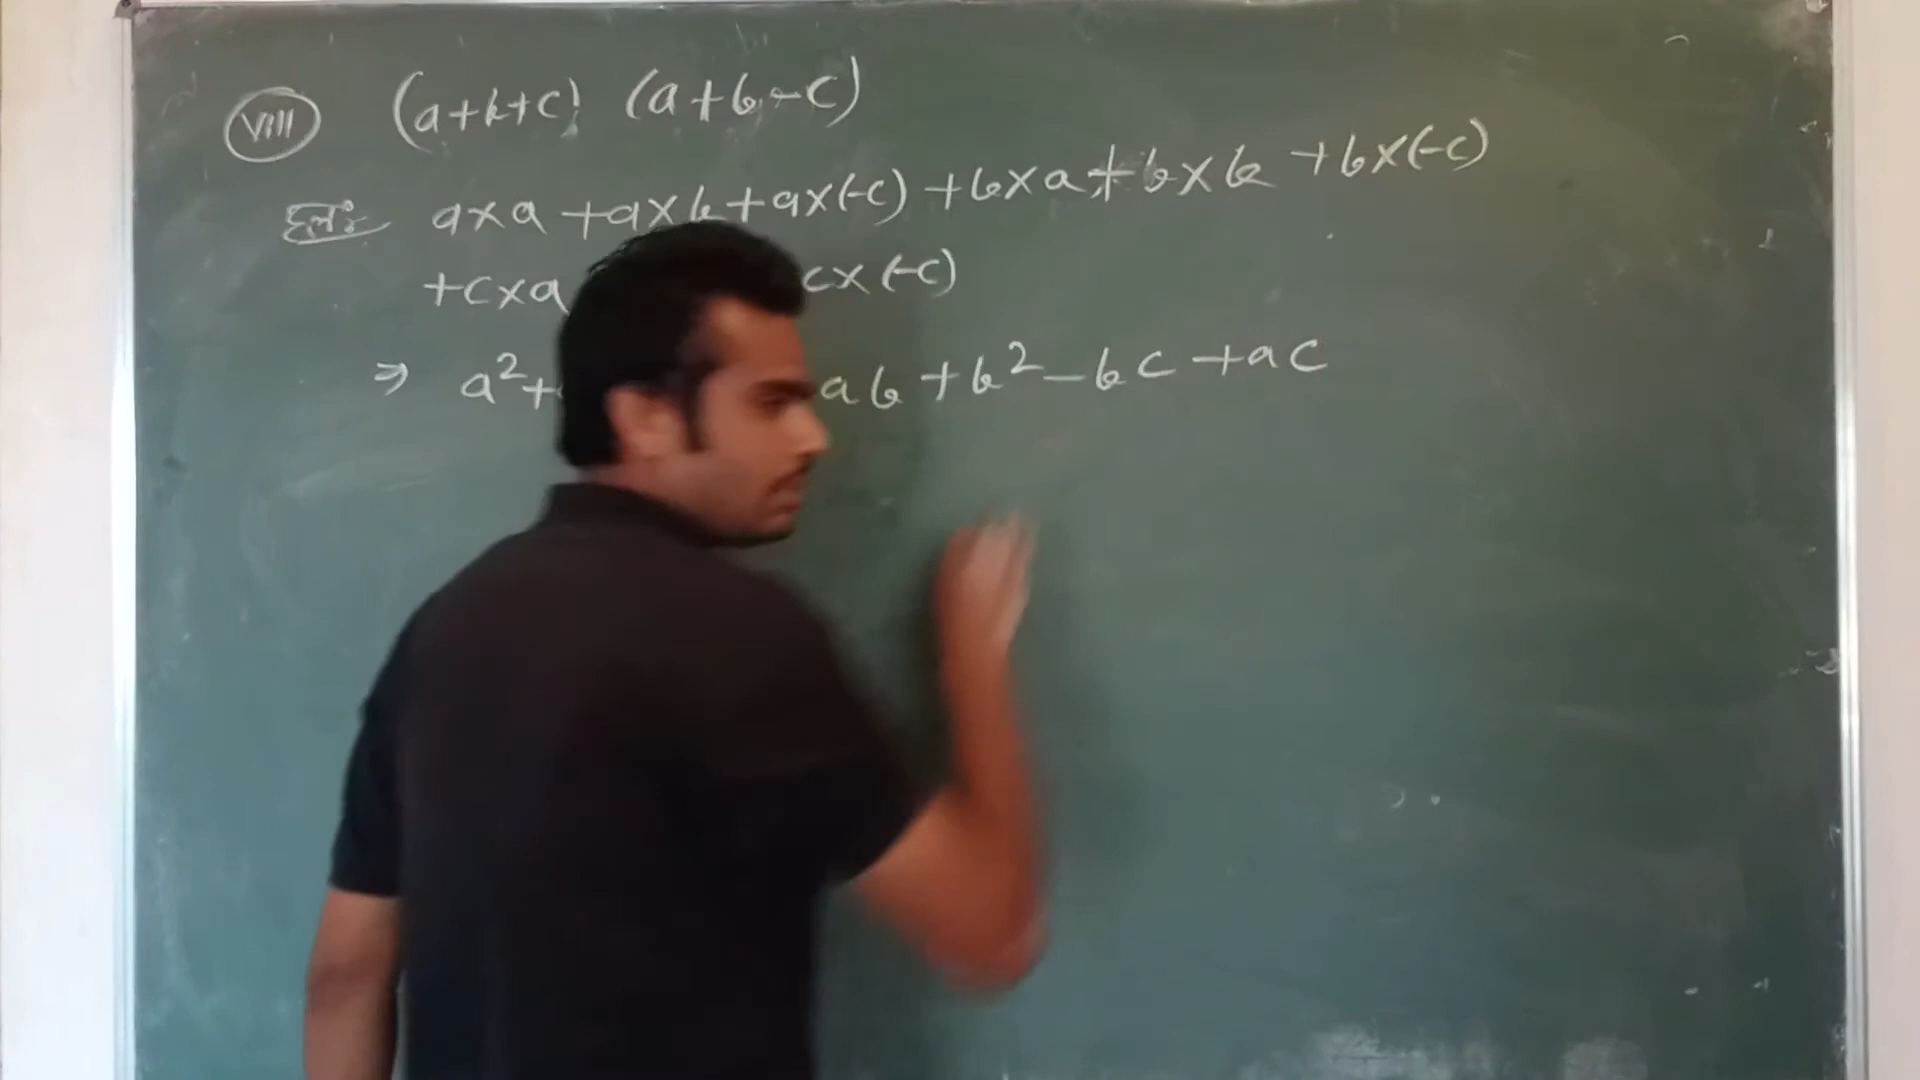 VIII (a+b+c) (a+b-c)
हलः a×a +a×b+a×(-c) +b×a+b×b +b×(-c)
+c×a c×(-c)
⇒ a²+ ab+b²-bc+ac